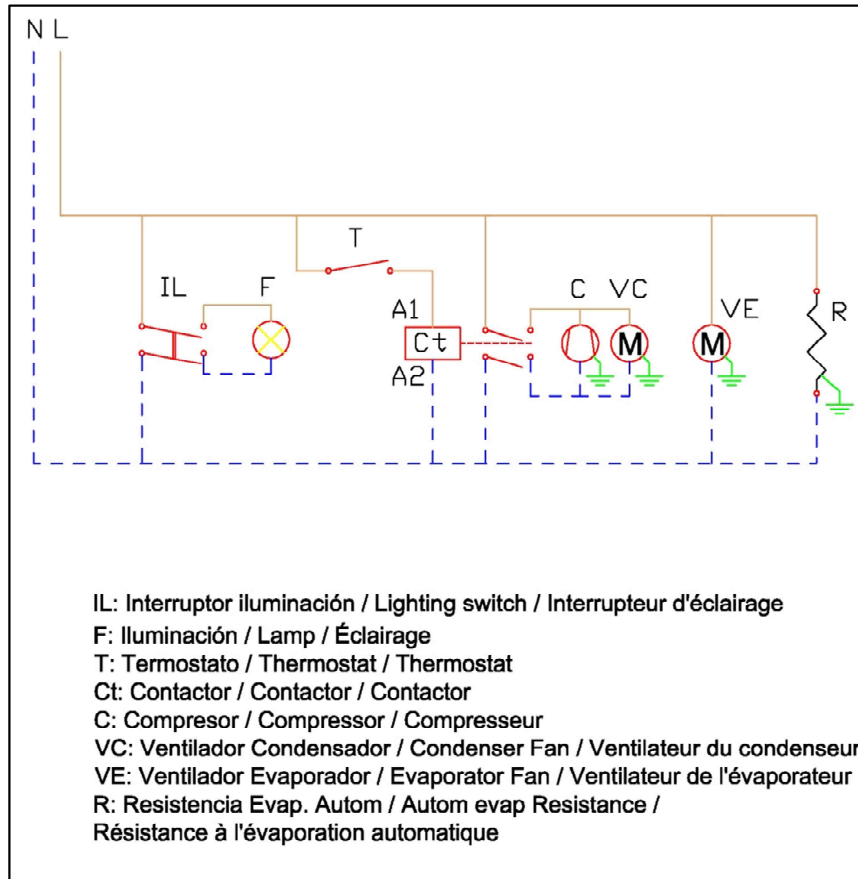 N L
T
IL F C VC
VE R
A1
Ct M M
A2
IL: Interruptor iluminación / Lighting switch / Interrupteur d'éclairage
F: Iluminación / Lamp / Éclairage
T: Termostato / Thermostat / Thermostat
Ct: Contactor / Contactor / Contactor
C: Compresor / Compressor / Compresseur
VC: Ventilador Condensador / Condenser Fan / Ventilateur du condenseur
VE: Ventilador Evaporador / Evaporator Fan / Ventilateur de l'évaporateur
R: Resistencia Evap. Autom / Autom evap Resistance /
Résistance à l'évaporation automatique